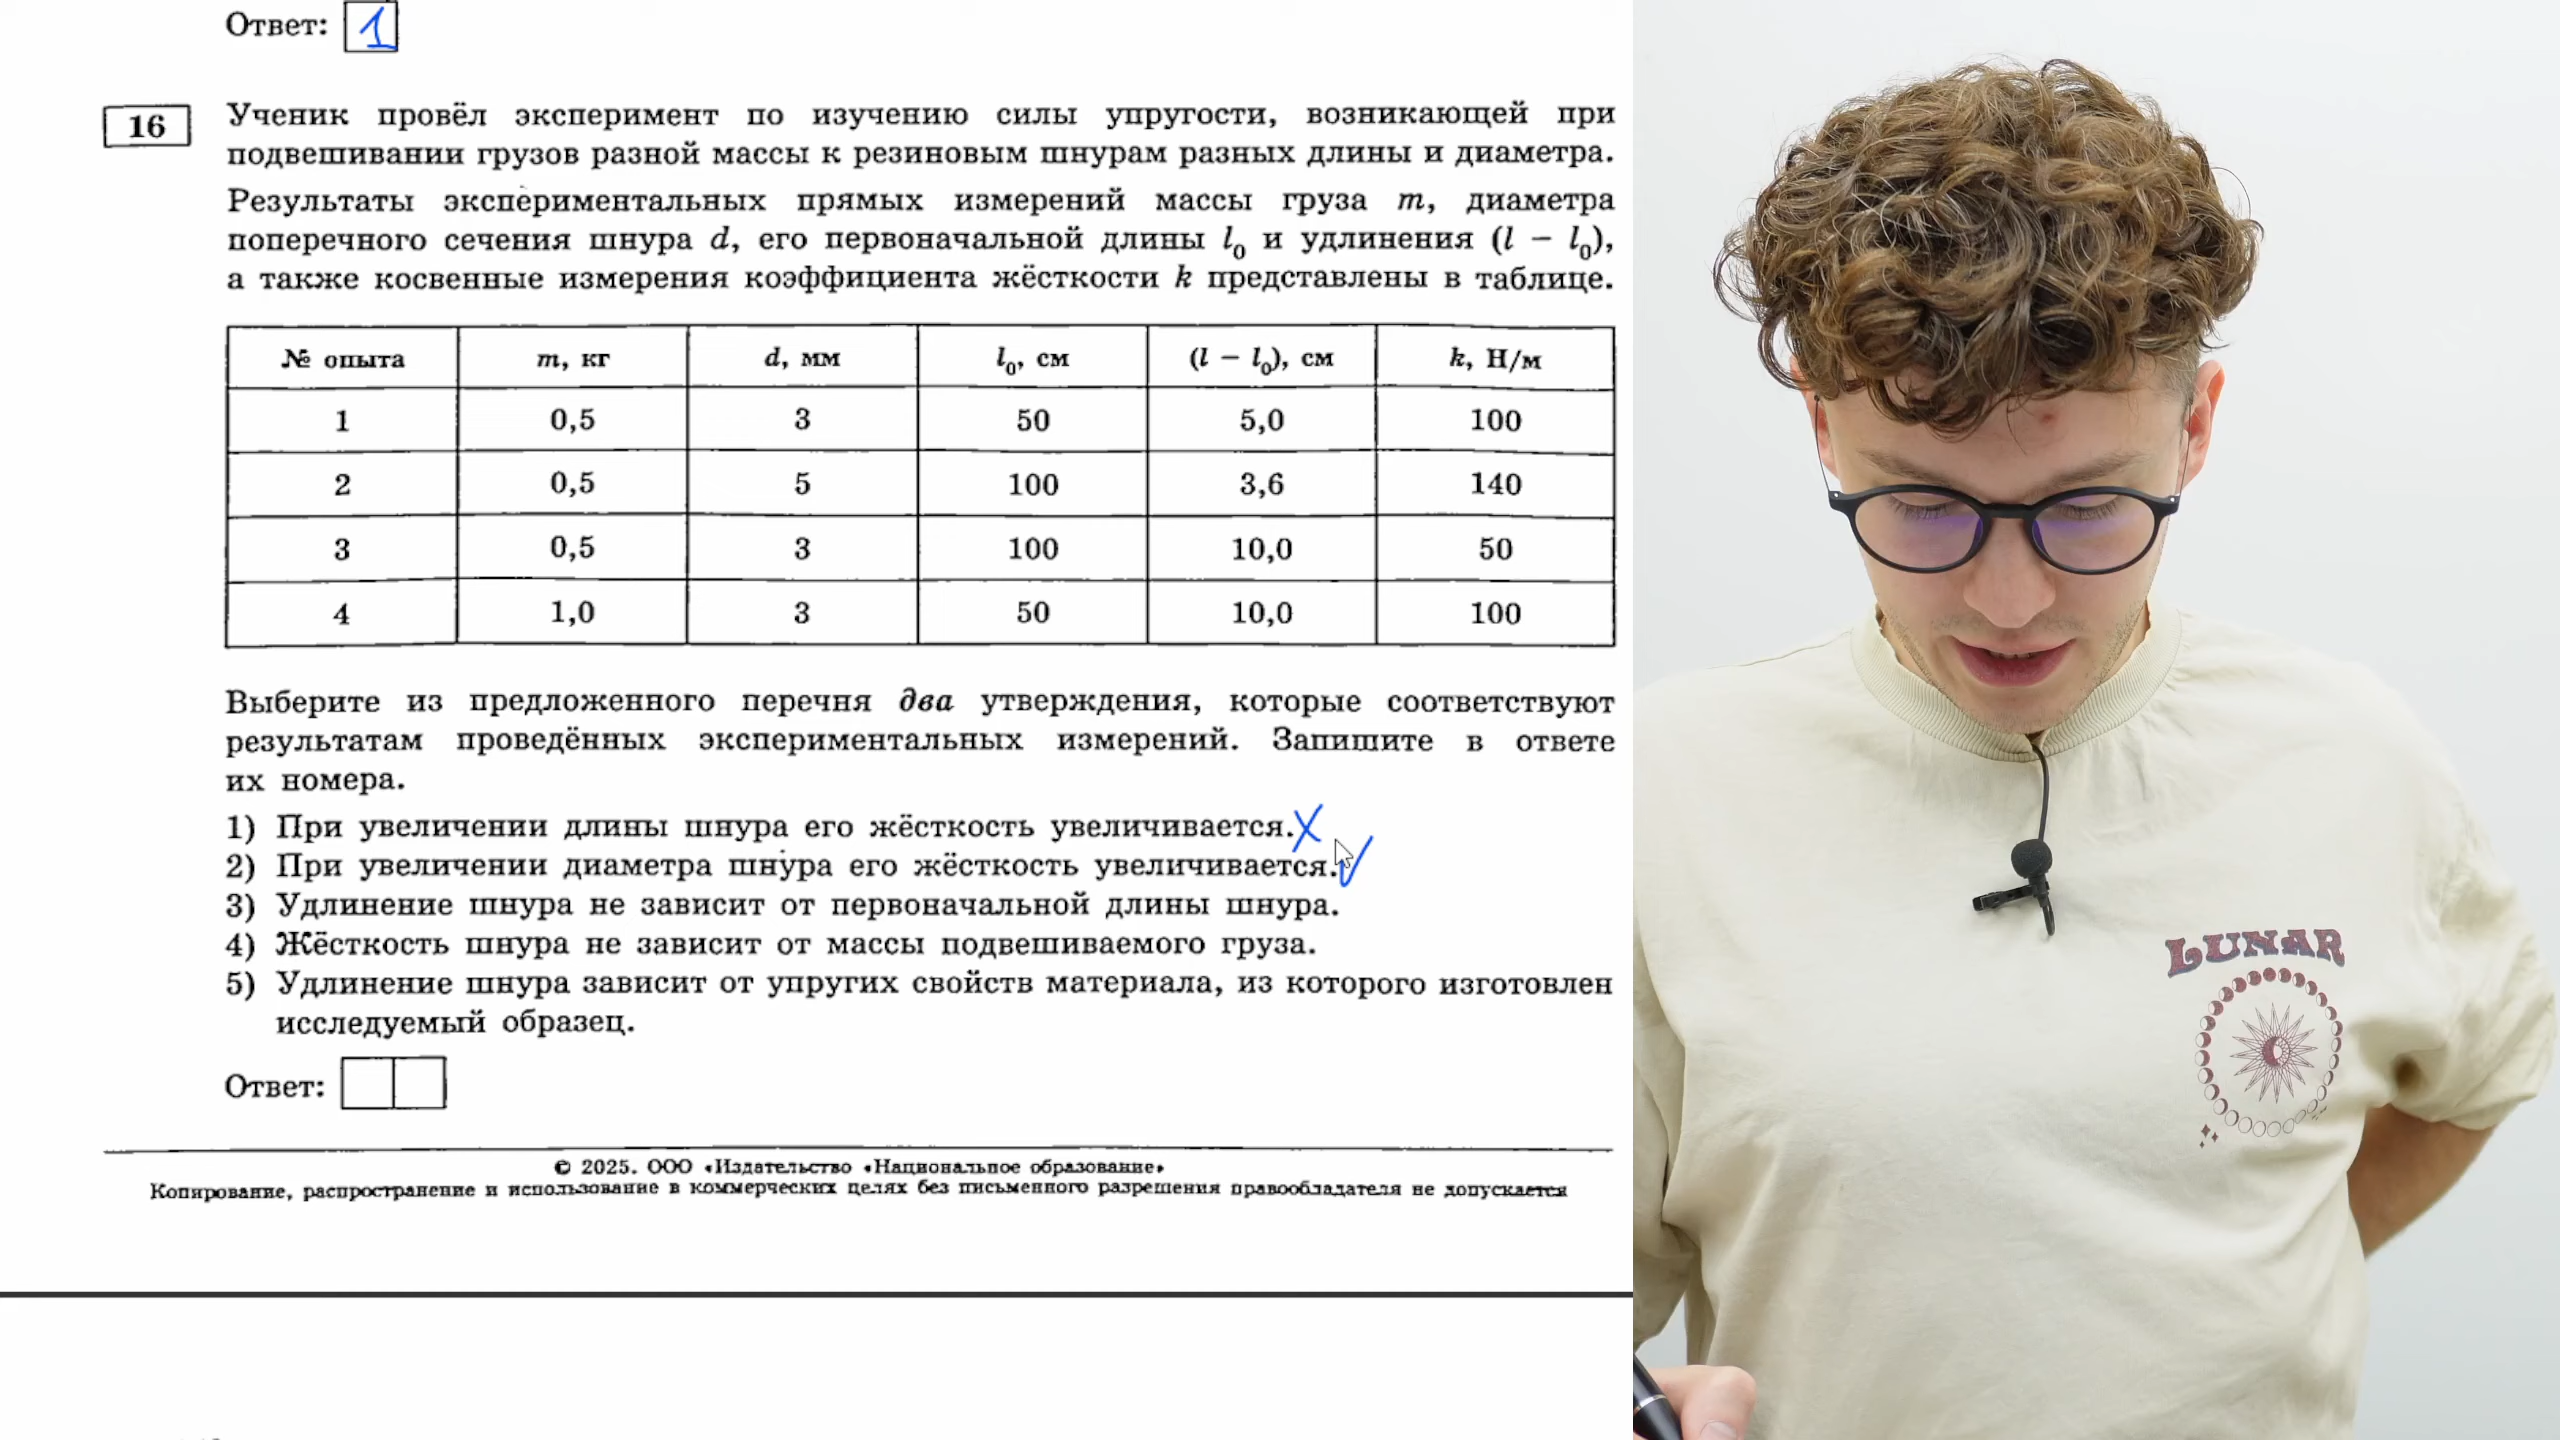 Ответ: 1
16
Ученик провёл эксперимент по изучению силы упругости, возникающей при
подвешивании грузов разной массы к резиновым шнурам разных длины и диаметра.
Результаты экспериментальных прямых измерений массы груза m, диаметра
поперечного сечения шнура d, его первоначальной длины l₀ и удлинения (l − l₀),
а также косвенные измерения коэффициента жёсткости k представлены в таблице.
№ опыта m, кг d, мм l₀, см (l − l₀), см k, Н/м
1 0,5 3 50 5,0 100
2 0,5 5 100 3,6 140
3 0,5 3 100 10,0 50
4 1,0 3 50 10,0 100
Выберите из предложенного перечня два утверждения, которые соответствуют
результатам проведённых экспериментальных измерений. Запишите в ответе
их номера.
1) При увеличении длины шнура его жёсткость увеличивается.
2) При увеличении диаметра шнура его жёсткость увеличивается.
3) Удлинение шнура не зависит от первоначальной длины шнура.
4) Жёсткость шнура не зависит от массы подвешиваемого груза.
5) Удлинение шнура зависит от упругих свойств материала, из которого изготовлен
исследуемый образец.
Ответ:
© 2025. ООО «Издательство «Национальное образование»
Копирование, распространение и использование в коммерческих целях без письменного разрешения правообладателя не допускается
LUNAR